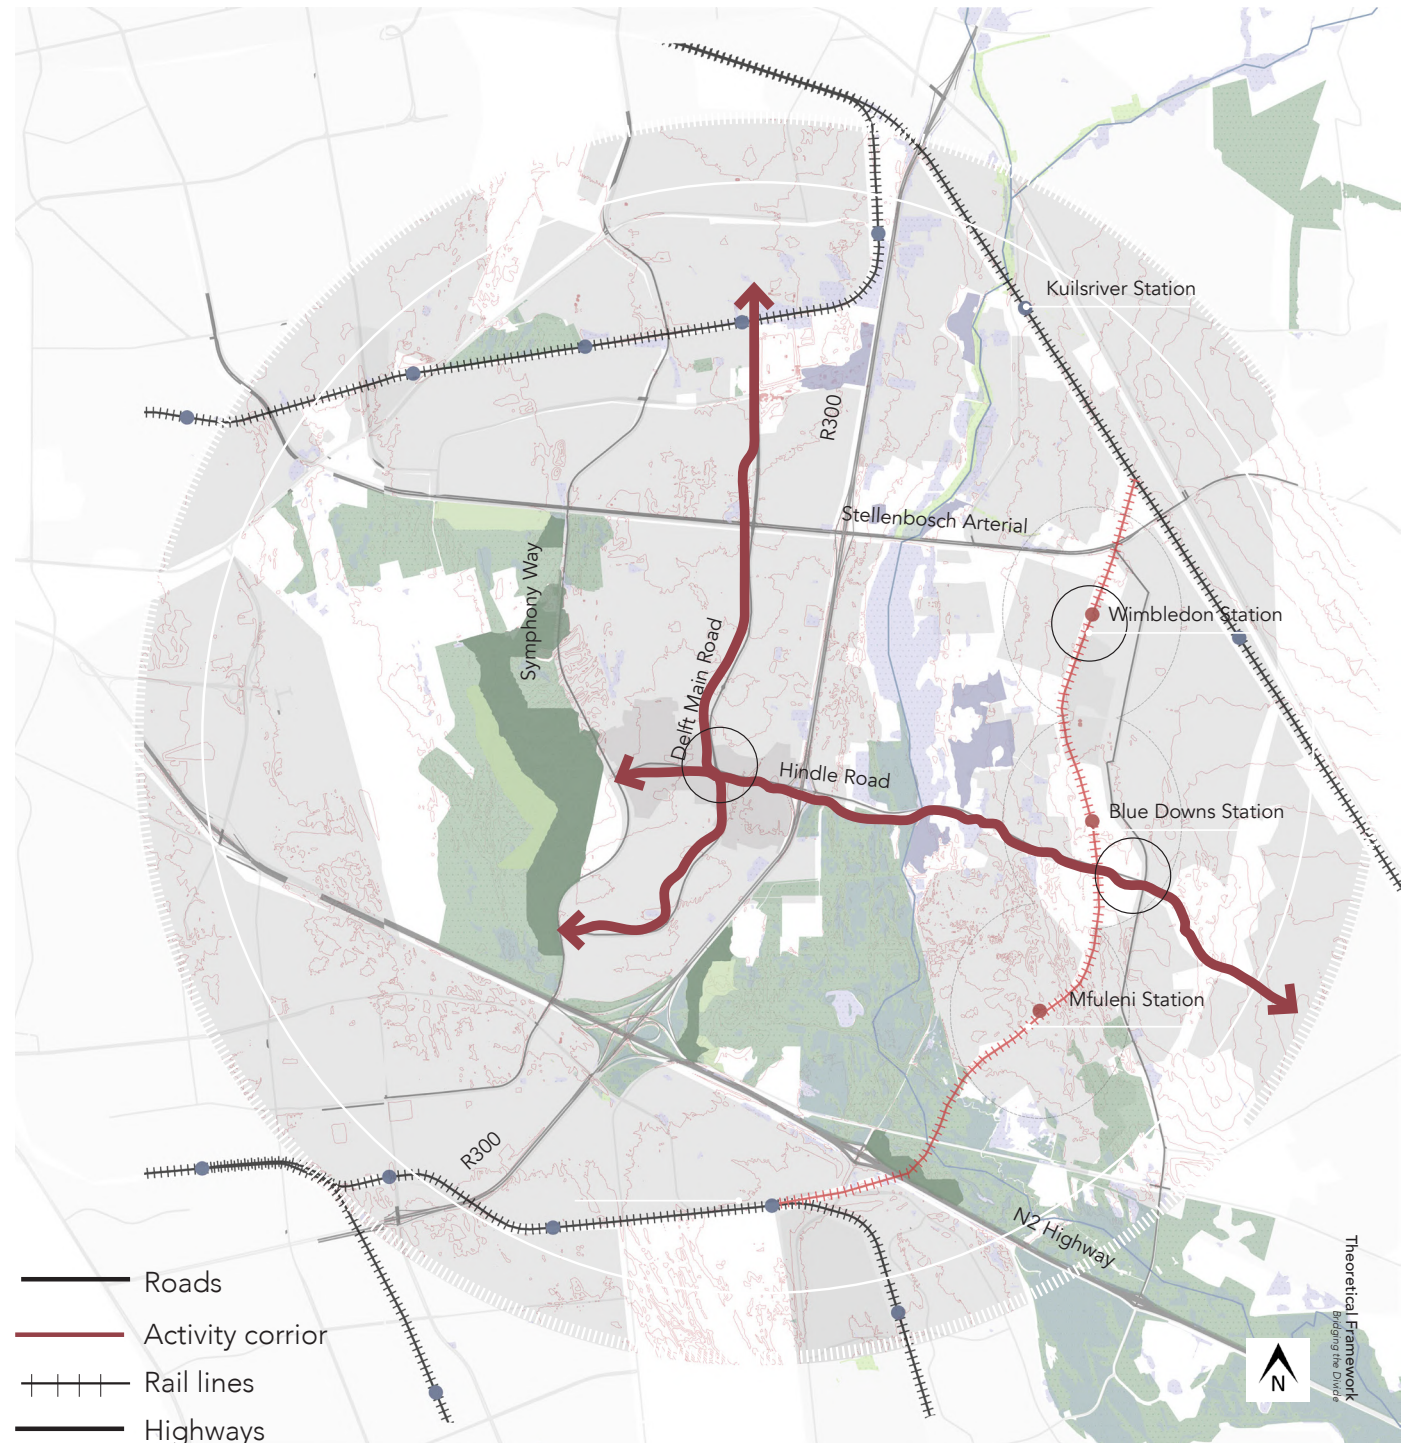 Kuilsriver Station
R300
Stellenbosch Arterial
Symphony Way
Wimbledon Station
Delft Main Road
Hindle Road
Blue Downs Station
Mfuleni Station
R300
N2 Highway
Theoretical Framework
Bridging the Divide
Roads
Activity corrior
Rail lines
Highways
N